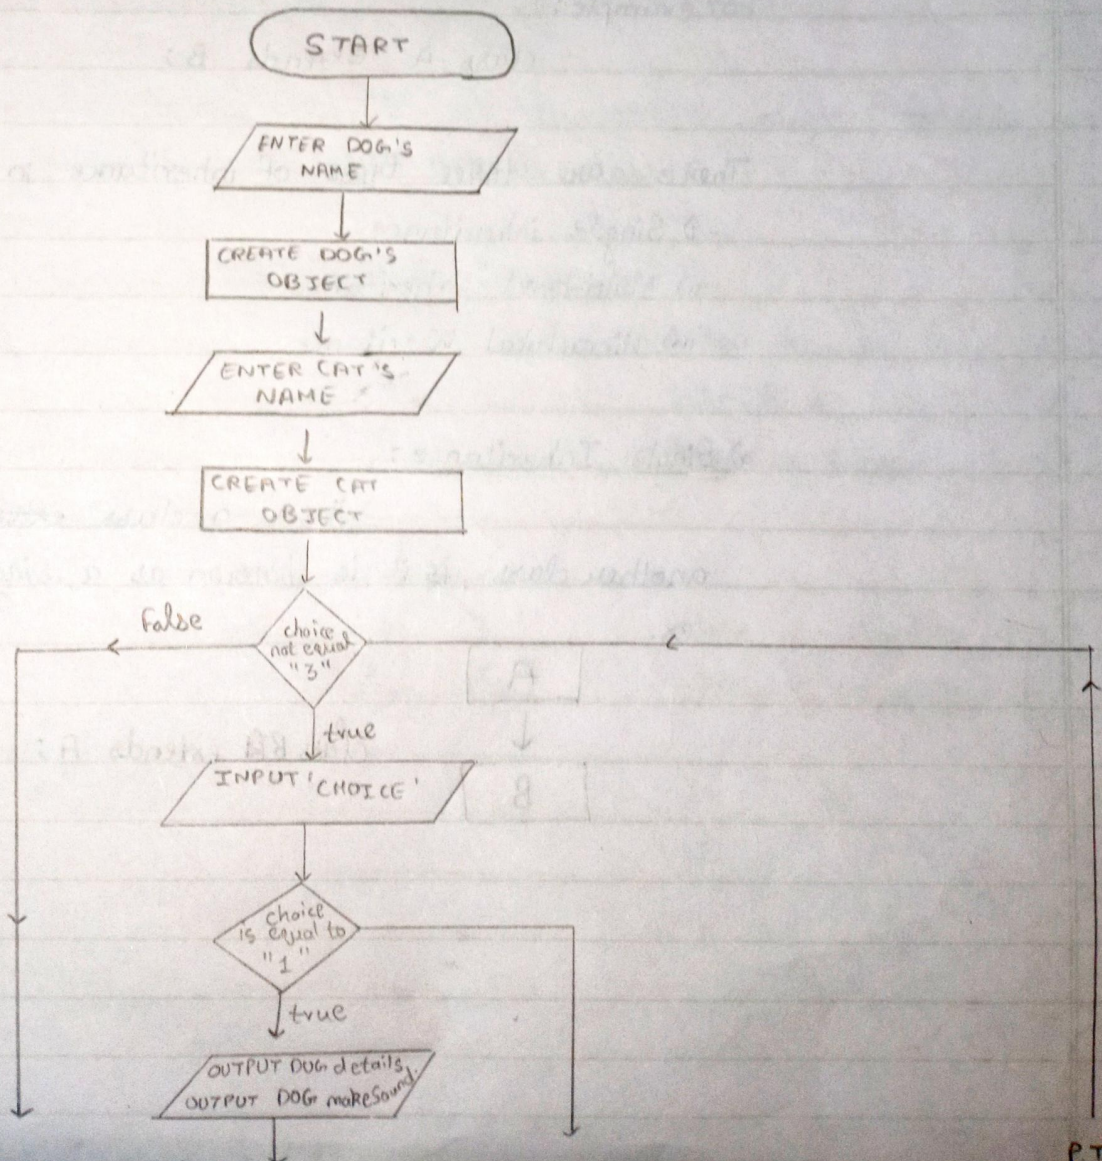 START
ENTER DOG'S
NAME
CREATE DOG'S
OBJECT
ENTER CAT's
NAME
CREATE CAT
OBJECT
False
choice
not equal
"3"
true
INPUT 'CHOICE'
choice
is equal to
"1"
true
OUTPUT DOG details,
OUTPUT DOG makeSound.
P.T